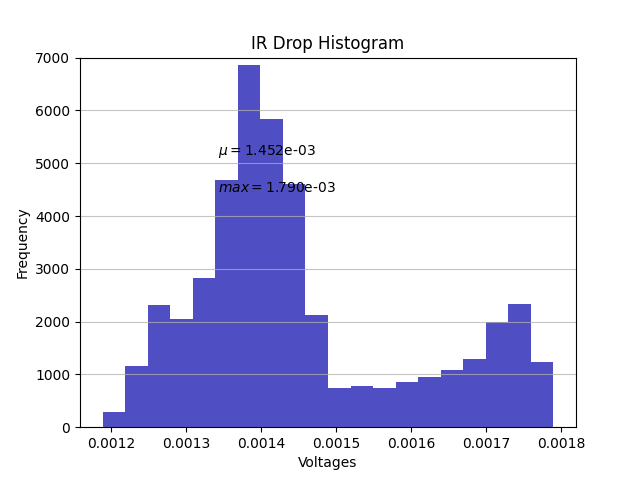 IR Drop Histogram
7000
6000
5000
4000
3000
2000
1000
0
Frequency
μ = 1.452e-03
max = 1.790e-03
0.0012 0.0013 0.0014 0.0015 0.0016 0.0017 0.0018
Voltages